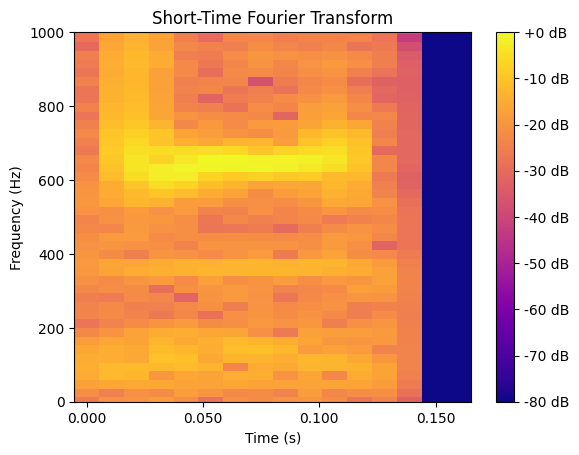 Short-Time Fourier Transform
1000
800
600
400
200
0
Frequency (Hz)
0.000
0.050
0.100
0.150
Time (s)
+0 dB
-10 dB
-20 dB
-30 dB
-40 dB
-50 dB
-60 dB
-70 dB
-80 dB